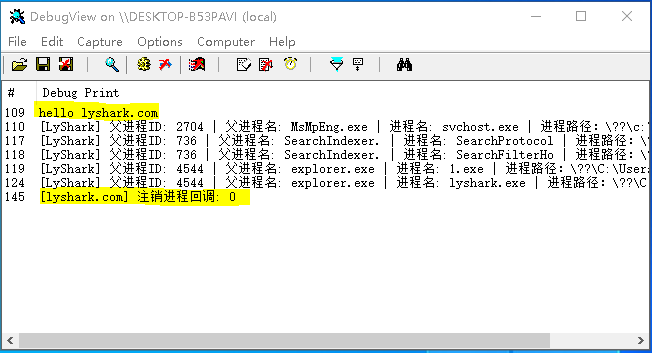 DebugView on \\DESKTOP-B53PAVI (local)
File Edit Capture Options Computer Help
# Debug Print
109 hello lyshark.com
110 [LyShark] 父进程ID: 2704 | 父进程名: MsMpEng.exe | 进程名: svchost.exe | 进程路径: \??\c:
117 [LyShark] 父进程ID: 736 | 父进程名: SearchIndexer. | 进程名: SearchProtocol | 进程路径: \
118 [LyShark] 父进程ID: 736 | 父进程名: SearchIndexer. | 进程名: SearchFilterHo | 进程路径: \
119 [LyShark] 父进程ID: 4544 | 父进程名: explorer.exe | 进程名: 1.exe | 进程路径: \??\C:\Users
124 [LyShark] 父进程ID: 4544 | 父进程名: explorer.exe | 进程名: lyshark.exe | 进程路径: \??\C
145 [lyshark.com] 注销进程回调: 0